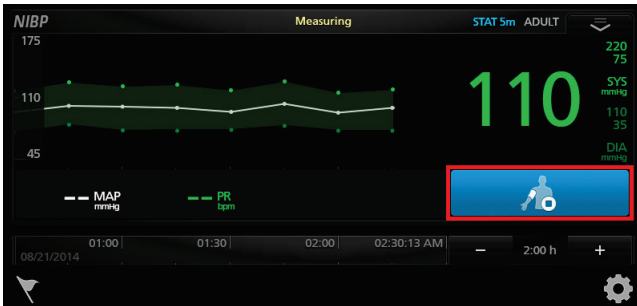 NIBP Measuring STAT 5m ADULT
175
220
75
SYS
mmHg
110
110
110
35
45
DIA
mmHg
-- MAP
mmHg
-- PR
bpm
01:00 01:30 02:00 02:30:13 AM
08/21/2014
− 2:00 h +